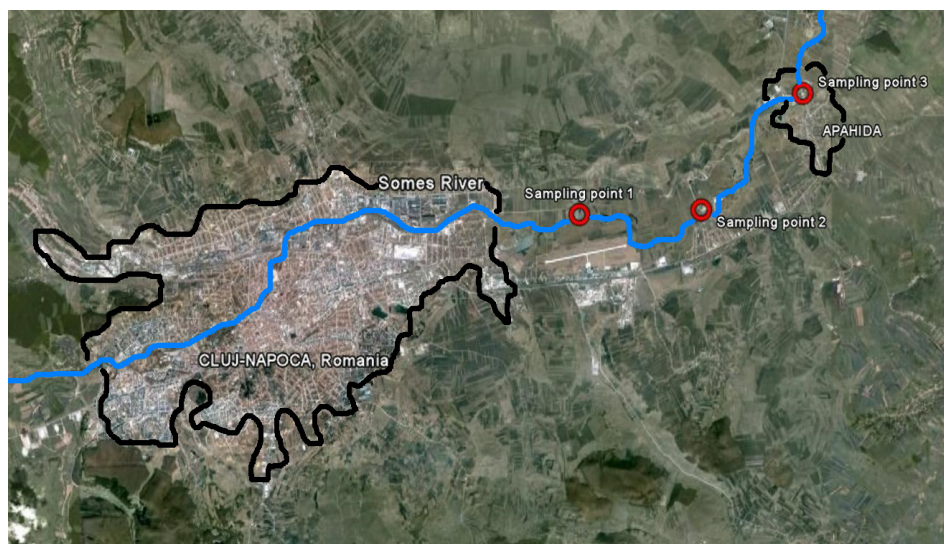 Sampling point 3
APAHIDA
Somes River
Sampling point 1
Sampling point 2
CLUJ-NAPOCA, Romania